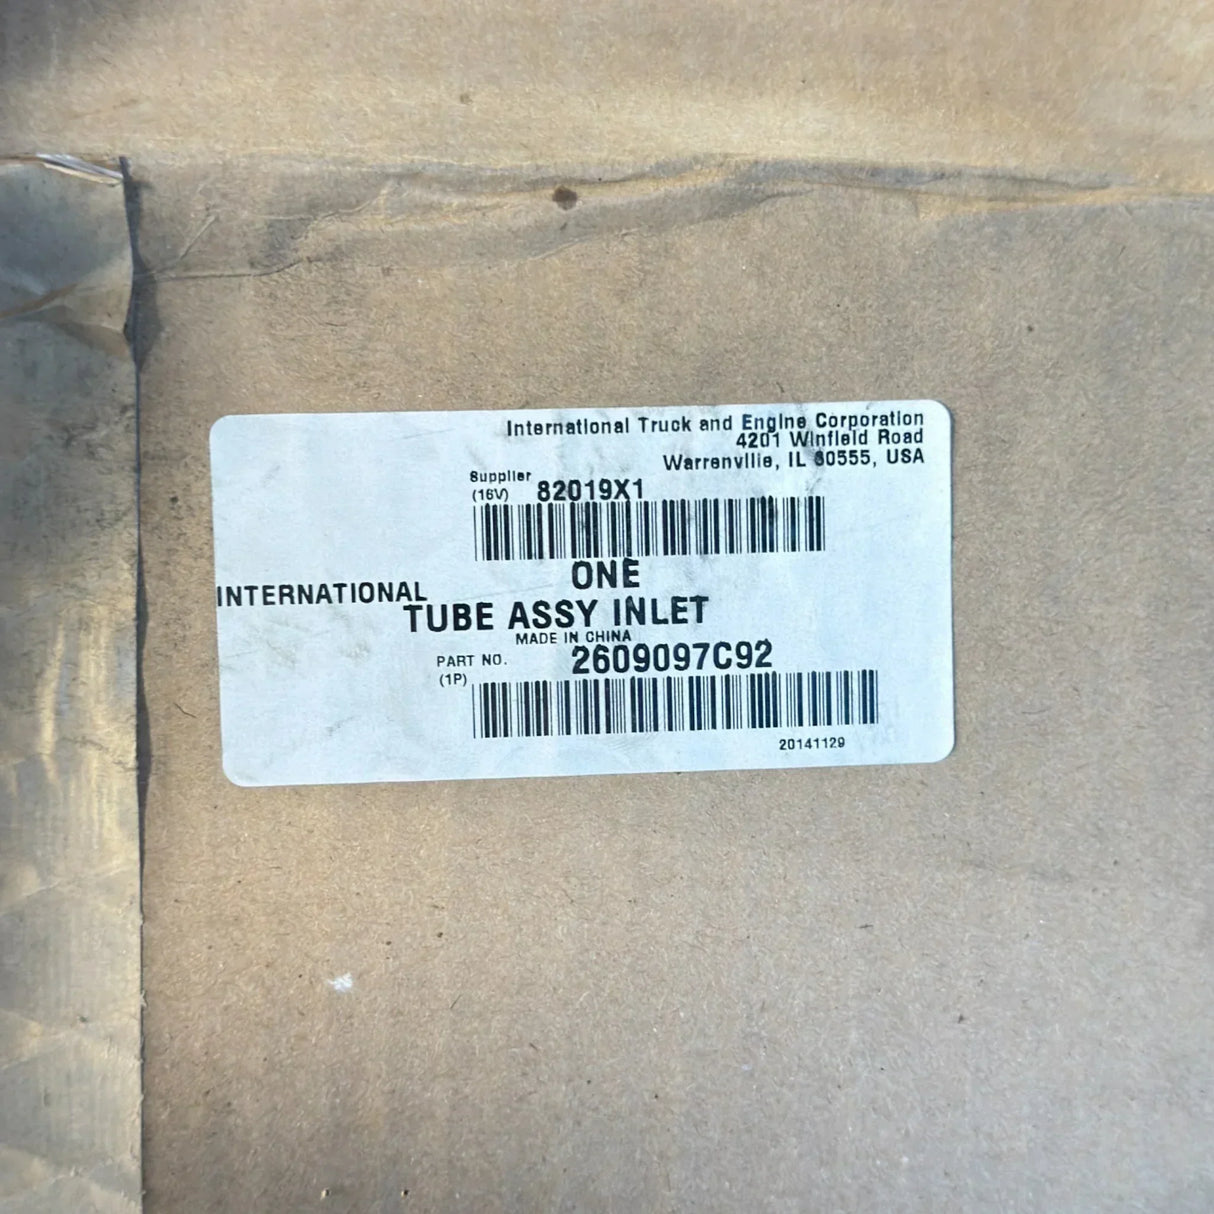 International Truck and Engine Corporation
4201 Winfield Road
Warrenville, IL 60555, USA
Supplier
(16V) 82019X1
ONE
INTERNATIONAL
TUBE ASSY INLET
MADE IN CHINA
PART NO. 2609097C92
(1P)
20141129